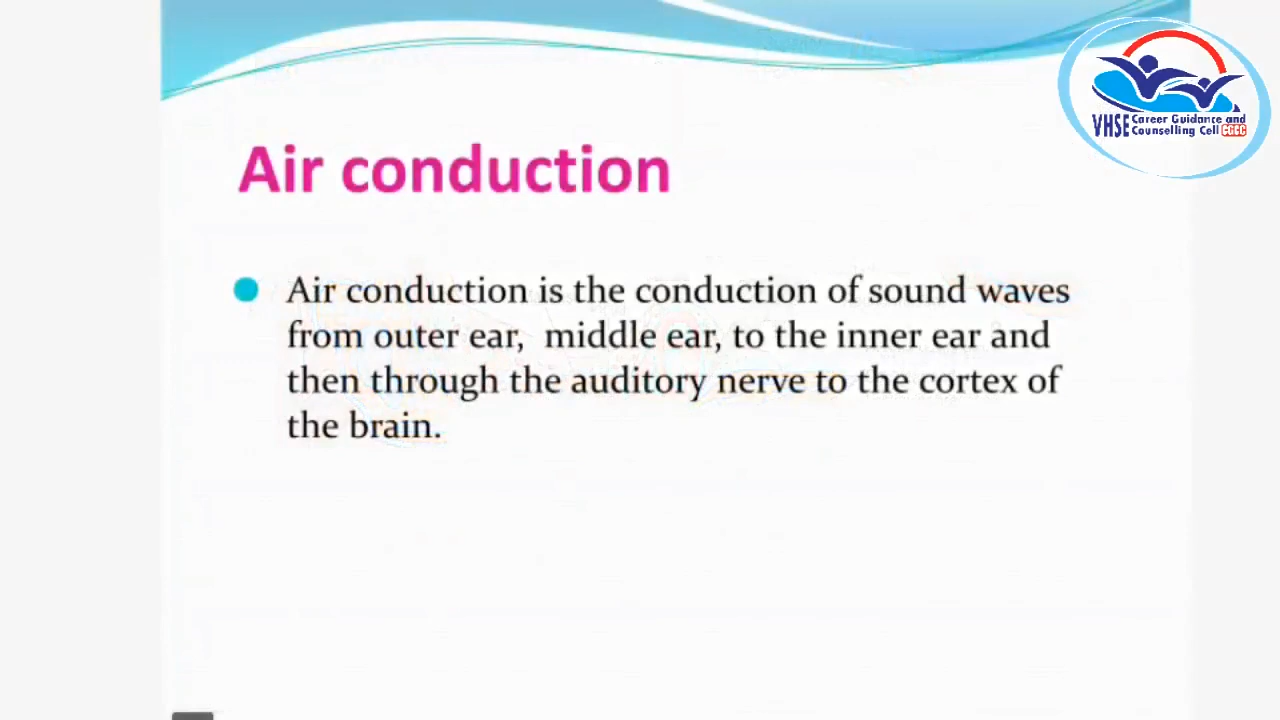 VHSE Career Guidance and
Counselling Cell CGCC
Air conduction
Air conduction is the conduction of sound waves
from outer ear, middle ear, to the inner ear and
then through the auditory nerve to the cortex of
the brain.